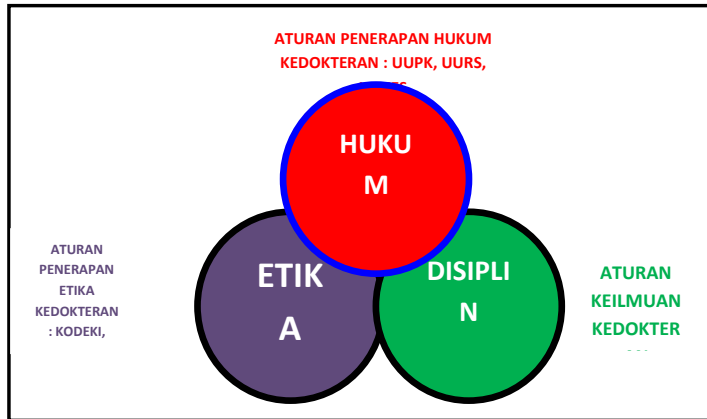 ATURAN PENERAPAN HUKUM
KEDOKTERAN : UUPK, UURS,
HUKU
M
ATURAN
PENERAPAN
ETIKA
KEDOKTERAN
: KODEKI,
ETIK
A
DISIPLI
N
ATURAN
KEILMUAN
KEDOKTER